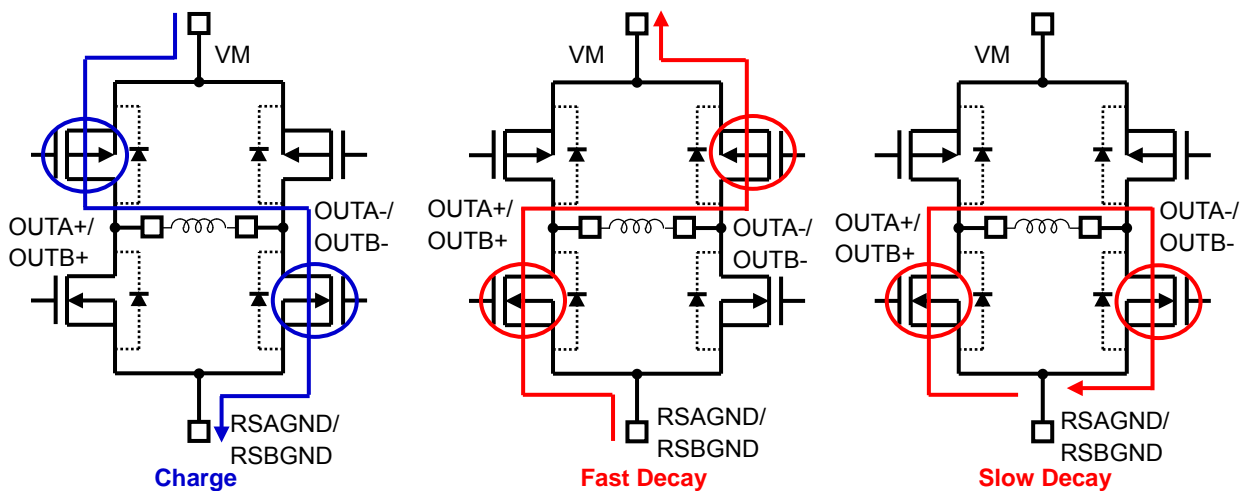 VM
OUTA+/
OUTB+
OUTA-/
OUTB-
RSAGND/
RSBGND
Charge
VM
OUTA+/
OUTB+
OUTA-/
OUTB-
RSAGND/
RSBGND
Fast Decay
VM
OUTA+/
OUTB+
OUTA-/
OUTB-
RSAGND/
RSBGND
Slow Decay